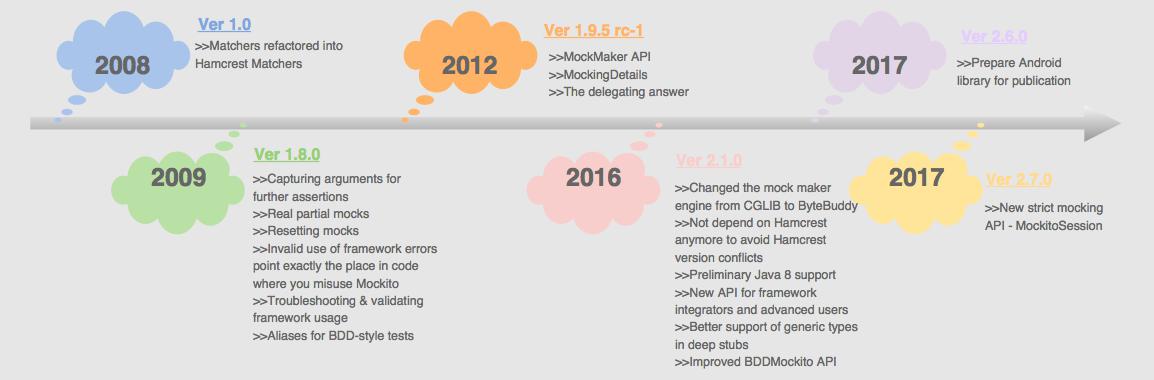 2008
Ver 1.0
>>Matchers refactored into
Hamcrest Matchers
2012
Ver 1.9.5 rc-1
>>MockMaker API
>>MockingDetails
>>The delegating answer
2017
Ver 2.6.0
>>Prepare Android
library for publication
2009
Ver 1.8.0
>>Capturing arguments for
further assertions
>>Real partial mocks
>>Resetting mocks
>>Invalid use of framework errors
point exactly the place in code
where you misuse Mockito
>>Troubleshooting & validating
framework usage
>>Aliases for BDD-style tests
2016
Ver 2.1.0
>>Changed the mock maker
engine from CGLIB to ByteBuddy
>>Not depend on Hamcrest
anymore to avoid Hamcrest
version conflicts
>>Preliminary Java 8 support
>>New API for framework
integrators and advanced users
>>Better support of generic types
in deep stubs
>>Improved BDDMockito API
2017
Ver 2.7.0
>>New strict mocking
API - MockitoSession